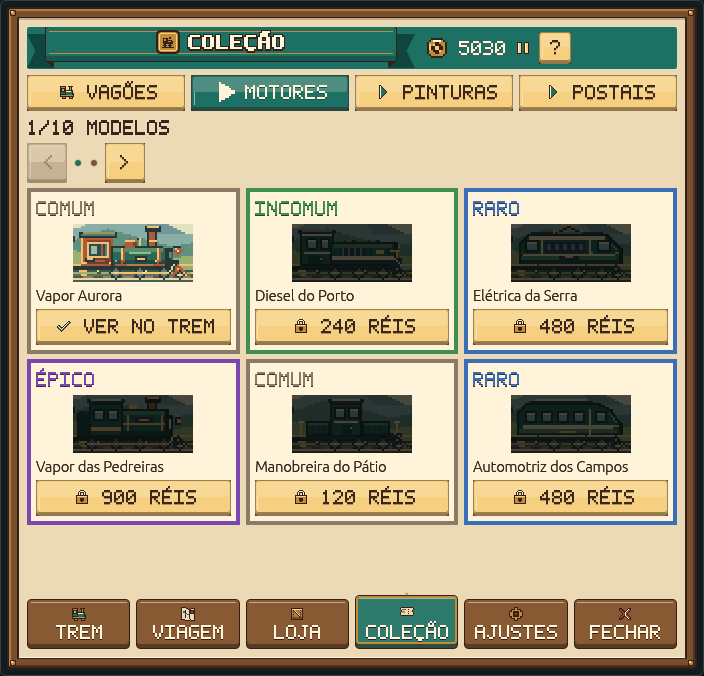 COLEÇÃO
5030
?
VAGÕES
MOTORES
PINTURAS
POSTAIS
1/10 MODELOS
< >
COMUM
Vapor Aurora
VER NO TREM
INCOMUM
Diesel do Porto
240 RÉIS
RARO
Elétrica da Serra
480 RÉIS
ÉPICO
Vapor das Pedreiras
900 RÉIS
COMUM
Manobreira do Pátio
120 RÉIS
RARO
Automotriz dos Campos
480 RÉIS
TREM
VIAGEM
LOJA
COLEÇÃO
AJUSTES
FECHAR